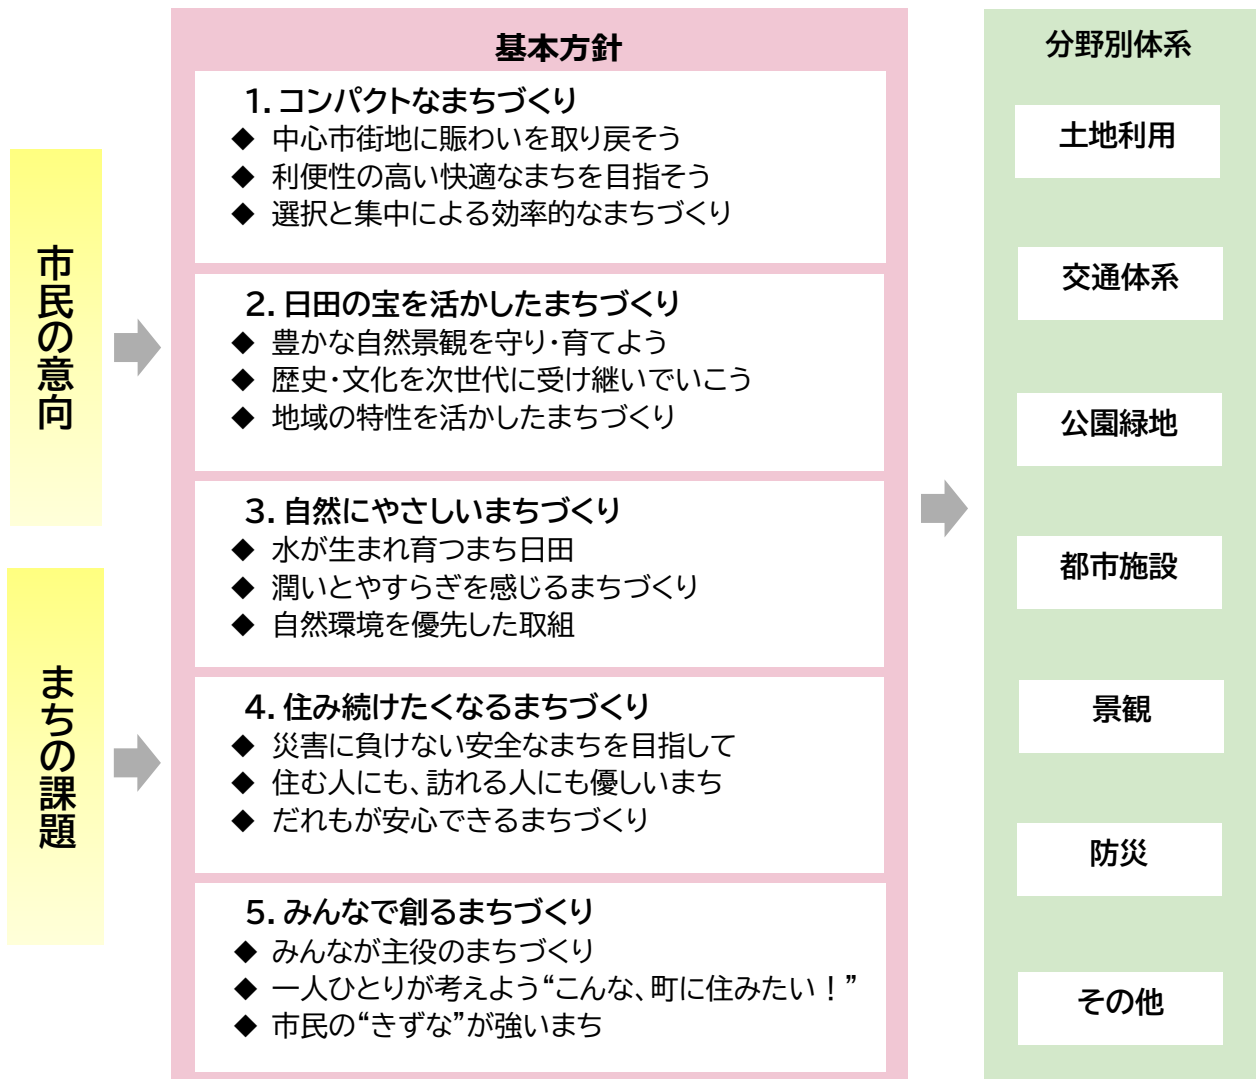 市民の意向
まちの課題
基本方針
1.コンパクトなまちづくり
◆ 中心市街地に賑わいを取り戻そう
◆ 利便性の高い快適なまちを目指そう
◆ 選択と集中による効率的なまちづくり
2.日田の宝を活かしたまちづくり
◆ 豊かな自然景観を守り・育てよう
◆ 歴史・文化を次世代に受け継いでいこう
◆ 地域の特性を活かしたまちづくり
3.自然にやさしいまちづくり
◆ 水が生まれ育つまち日田
◆ 潤いとやすらぎを感じるまちづくり
◆ 自然環境を優先した取組
4.住み続けたくなるまちづくり
◆ 災害に負けない安全なまちを目指して
◆ 住む人にも、訪れる人にも優しいまち
◆ だれもが安心できるまちづくり
5.みんなで創るまちづくり
◆ みんなが主役のまちづくり
◆ 一人ひとりが考えよう“こんな、町に住みたい！”
◆ 市民の“きずな”が強いまち
分野別体系
土地利用
交通体系
公園緑地
都市施設
景観
防災
その他